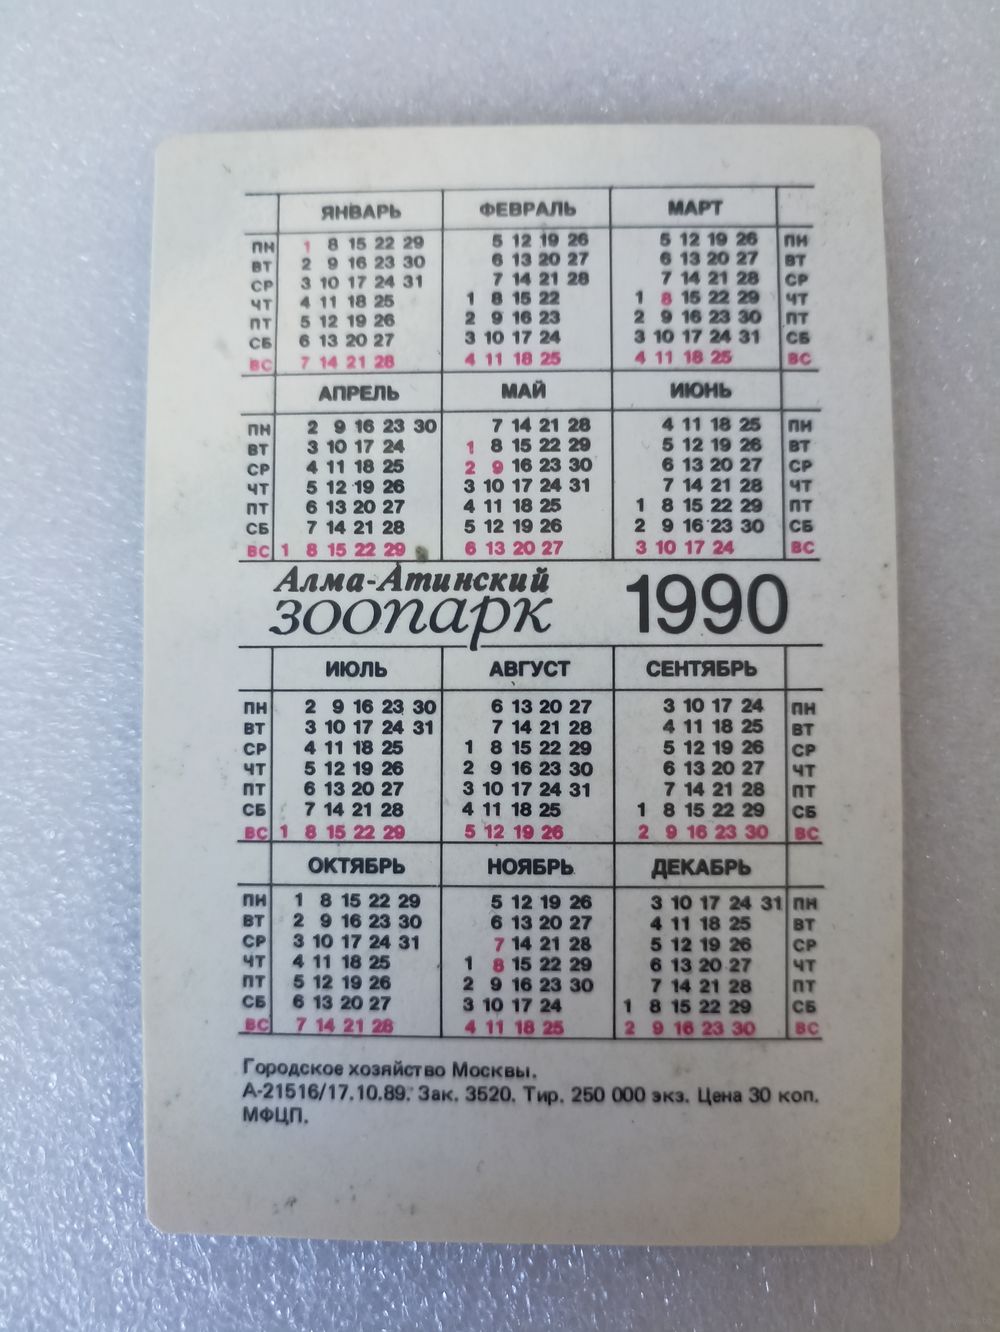 ЯНВАРЬ ФЕВРАЛЬ МАРТ
ПН 1 8 15 22 29 5 12 19 26 5 12 19 26 ПН
ВТ 2 9 16 23 30 6 13 20 27 6 13 20 27 ВТ
СР 3 10 17 24 31 7 14 21 28 7 14 21 28 СР
ЧТ 4 11 18 25 1 8 15 22 1 8 15 22 29 ЧТ
ПТ 5 12 19 26 2 9 16 23 2 9 16 23 30 ПТ
СБ 6 13 20 27 3 10 17 24 3 10 17 24 31 СБ
ВС 7 14 21 28 4 11 18 25 4 11 18 25 ВС
АПРЕЛЬ МАЙ ИЮНЬ
ПН 2 9 16 23 30 7 14 21 28 4 11 18 25 ПН
ВТ 3 10 17 24 1 8 15 22 29 5 12 19 26 ВТ
СР 4 11 18 25 2 9 16 23 30 6 13 20 27 СР
ЧТ 5 12 19 26 3 10 17 24 31 7 14 21 28 ЧТ
ПТ 6 13 20 27 4 11 18 25 1 8 15 22 29 ПТ
СБ 7 14 21 28 5 12 19 26 2 9 16 23 30 СБ
ВС 1 8 15 22 29 6 13 20 27 3 10 17 24 ВС
Алма-Атинский
зоопарк 1990
ИЮЛЬ АВГУСТ СЕНТЯБРЬ
ПН 2 9 16 23 30 6 13 20 27 3 10 17 24 ПН
ВТ 3 10 17 24 31 7 14 21 28 4 11 18 25 ВТ
СР 4 11 18 25 1 8 15 22 29 5 12 19 26 СР
ЧТ 5 12 19 26 2 9 16 23 30 6 13 20 27 ЧТ
ПТ 6 13 20 27 3 10 17 24 31 7 14 21 28 ПТ
СБ 7 14 21 28 4 11 18 25 1 8 15 22 29 СБ
ВС 1 8 15 22 29 5 12 19 26 2 9 16 23 30 ВС
ОКТЯБРЬ НОЯБРЬ ДЕКАБРЬ
ПН 1 8 15 22 29 5 12 19 26 3 10 17 24 31 ПН
ВТ 2 9 16 23 30 6 13 20 27 4 11 18 25 ВТ
СР 3 10 17 24 31 7 14 21 28 5 12 19 26 СР
ЧТ 4 11 18 25 1 8 15 22 29 6 13 20 27 ЧТ
ПТ 5 12 19 26 2 9 16 23 30 7 14 21 28 ПТ
СБ 6 13 20 27 3 10 17 24 1 8 15 22 29 СБ
ВС 7 14 21 28 4 11 18 25 2 9 16 23 30 ВС
Городское хозяйство Москвы.
А-21516/17.10.89. Зак. 3520. Тир. 250 000 экз. Цена 30 коп.
МФЦП.